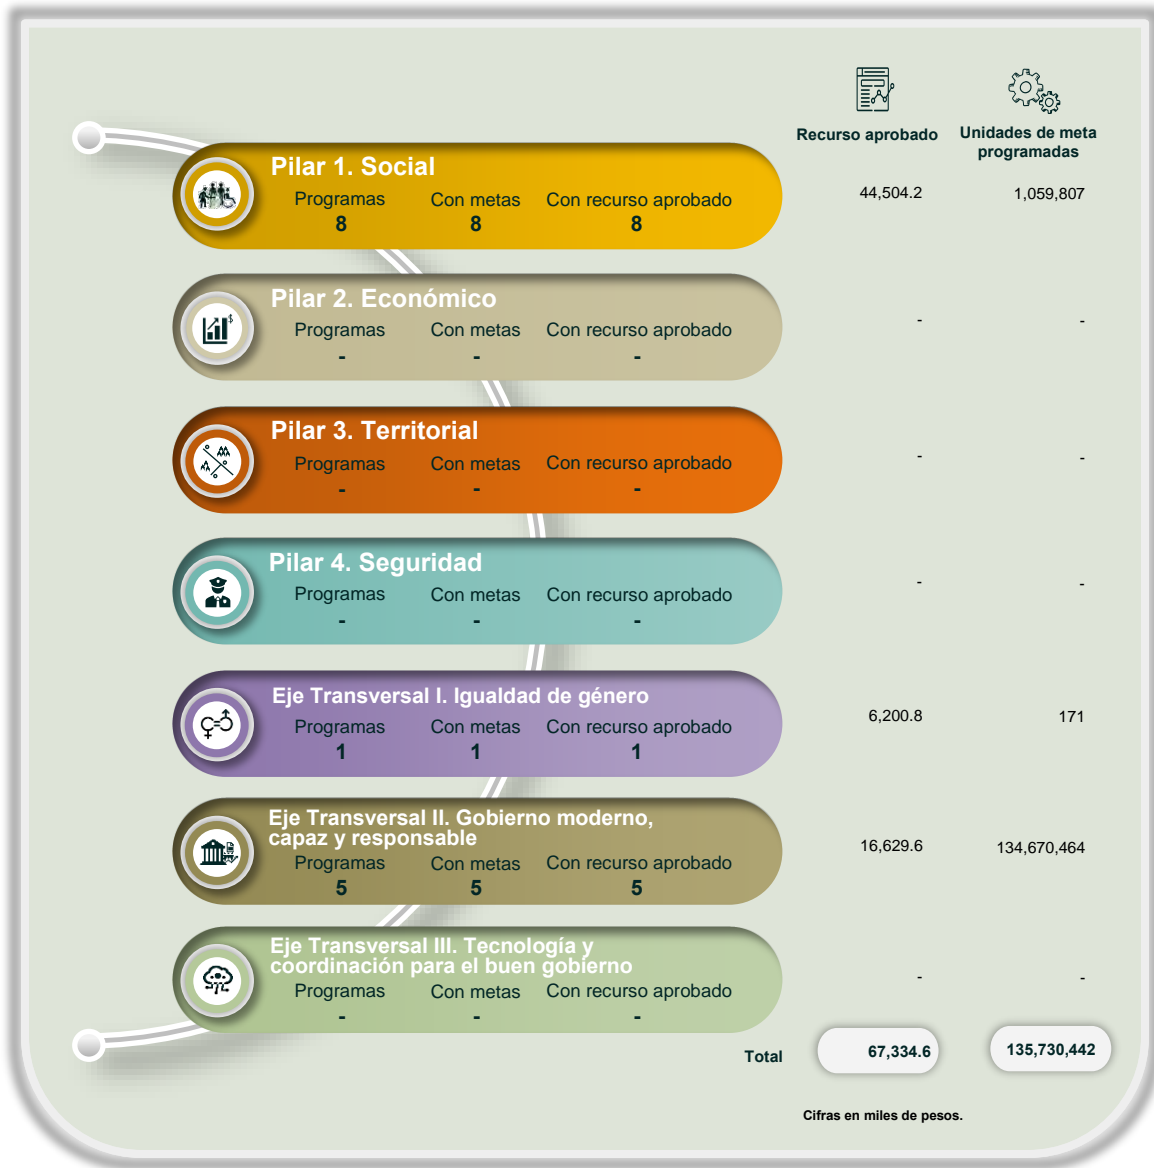 Recurso aprobado
Unidades de meta
programadas
Pilar 1. Social
Programas Con metas Con recurso aprobado
8 8 8
44,504.2 1,059,807
Pilar 2. Económico
Programas Con metas Con recurso aprobado
- - -
- -
Pilar 3. Territorial
Programas Con metas Con recurso aprobado
- - -
- -
Pilar 4. Seguridad
Programas Con metas Con recurso aprobado
- - -
- -
Eje Transversal I. Igualdad de género
Programas Con metas Con recurso aprobado
1 1 1
6,200.8 171
Eje Transversal II. Gobierno moderno,
capaz y responsable
Programas Con metas Con recurso aprobado
5 5 5
16,629.6 134,670,464
Eje Transversal III. Tecnología y
coordinación para el buen gobierno
Programas Con metas Con recurso aprobado
- - -
- -
Total 67,334.6 135,730,442
Cifras en miles de pesos.